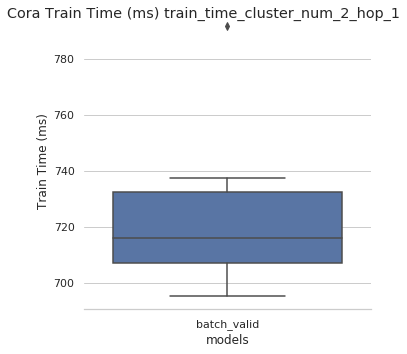 Cora Train Time (ms) train_time_cluster_num_2_hop_1
780
760
740
720
700
Train Time (ms)
batch_valid
models